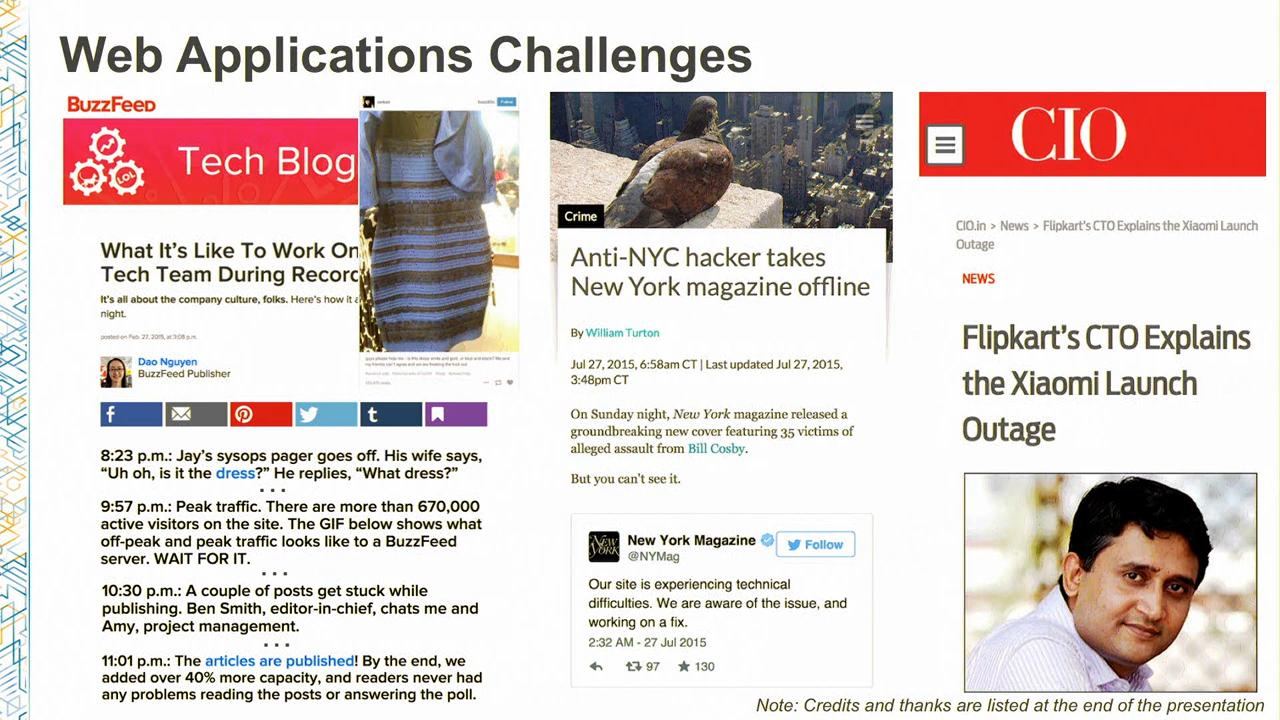 Web Applications Challenges
BuzzFeed
Tech Blog
What It's Like To Work On
Tech Team During Record
It's all about the company culture, folks. Here's how it
night.
posted on Feb. 27, 2015, at 3:08 p.m.
Dao Nguyen
BuzzFeed Publisher
Follow
8:23 p.m.: Jay's sysops pager goes off. His wife says,
“Uh oh, is it the dress?” He replies, “What dress?”
...
9:57 p.m.: Peak traffic. There are more than 670,000
active visitors on the site. The GIF below shows what
off-peak and peak traffic looks like to a BuzzFeed
server. WAIT FOR IT.
...
10:30 p.m.: A couple of posts get stuck while
publishing. Ben Smith, editor-in-chief, chats me and
Amy, project management.
...
11:01 p.m.: The articles are published! By the end, we
added over 40% more capacity, and readers never had
any problems reading the posts or answering the poll.
Crime
Anti-NYC hacker takes
New York magazine offline
By William Turton
Jul 27, 2015, 6:58am CT | Last updated Jul 27, 2015,
3:48pm CT
On Sunday night, New York magazine released a
groundbreaking new cover featuring 35 victims of
alleged assault from Bill Cosby.
But you can't see it.
NEW YORK
New York Magazine
Follow
@NYMag
Our site is experiencing technical
difficulties. We are aware of the issue, and
working on a fix.
2:32 AM - 27 Jul 2015
97 130
CIO
CIO.in > News > Flipkart's CTO Explains the Xiaomi Launch
Outage
NEWS
Flipkart's CTO Explains
the Xiaomi Launch
Outage
Note: Credits and thanks are listed at the end of the presentation